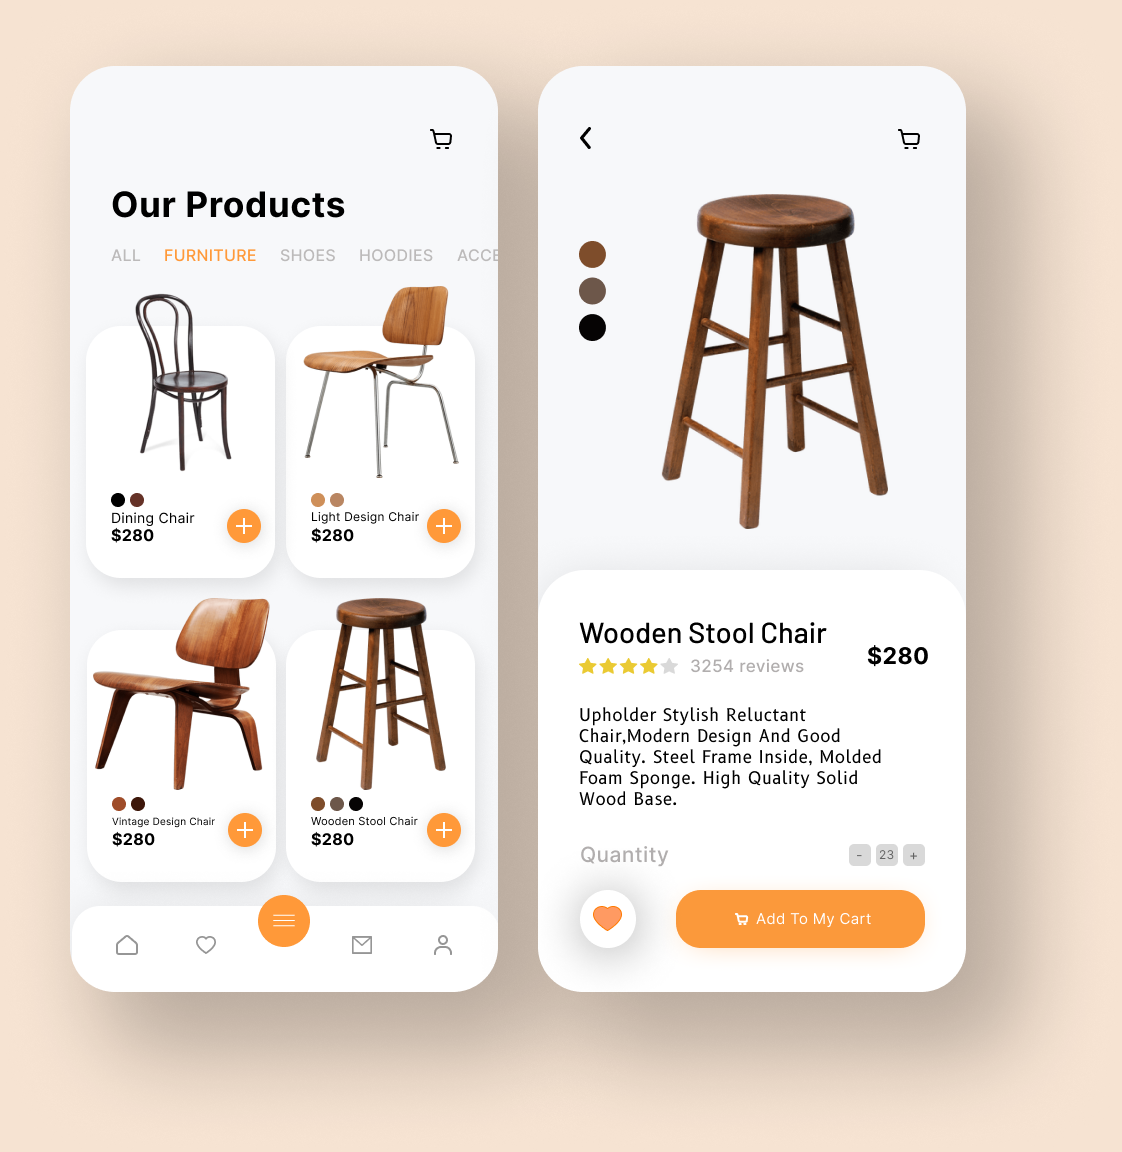 Our Products
ALL FURNITURE SHOES HOODIES ACCE
Dining Chair
$280
Light Design Chair
$280
Vintage Design Chair
$280
Wooden Stool Chair
$280
Wooden Stool Chair
3254 reviews
$280
Upholder Stylish Reluctant
Chair,Modern Design And Good
Quality. Steel Frame Inside, Molded
Foam Sponge. High Quality Solid
Wood Base.
Quantity - 23 +
Add To My Cart